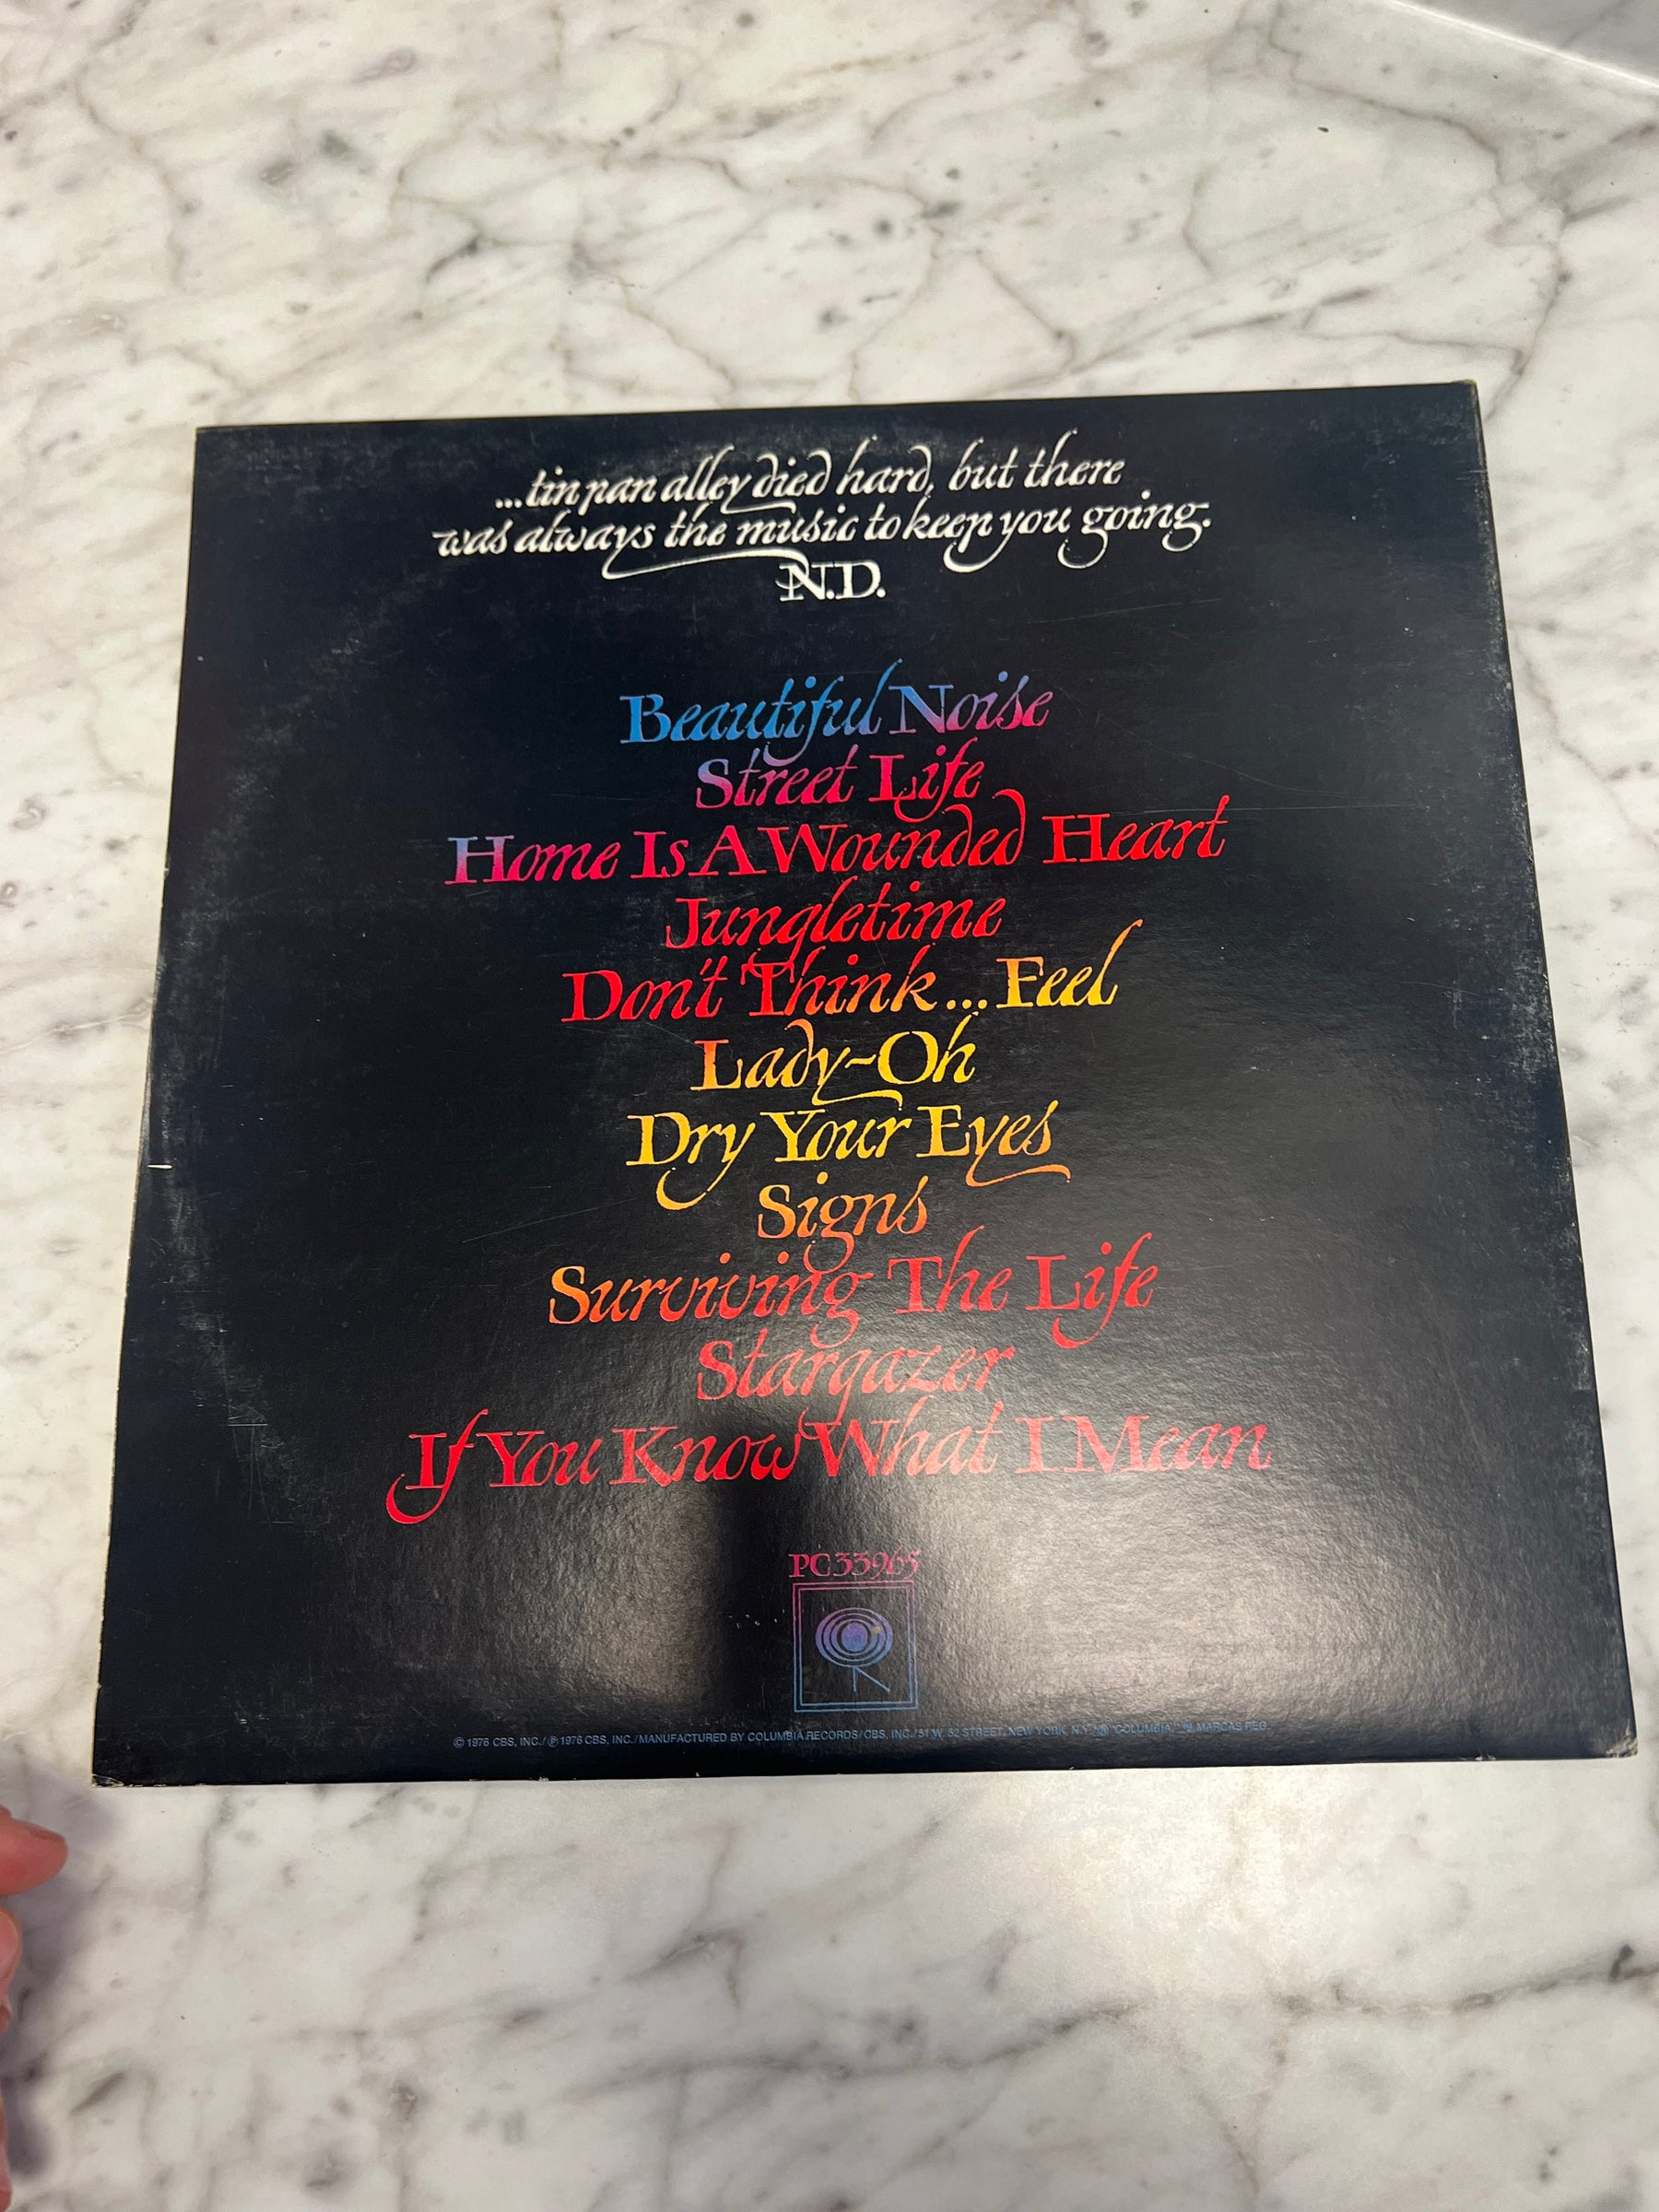 ...tin pan alley died hard, but there
was always the music to keep you going.
N.D.
Beautiful Noise
Street Life
Home Is A Wounded Heart
Jungletime
Don't Think...Feel
Lady-Oh
Dry Your Eyes
Signs
Surviving The Life
Stargazer
If You Know What I Mean
PC 33965
© 1976 CBS, INC./ ℗ 1976 CBS, INC./MANUFACTURED BY COLUMBIA RECORDS/CBS, INC./51 W. 52 STREET, NEW YORK, N.Y./® "COLUMBIA," MARCAS REG.